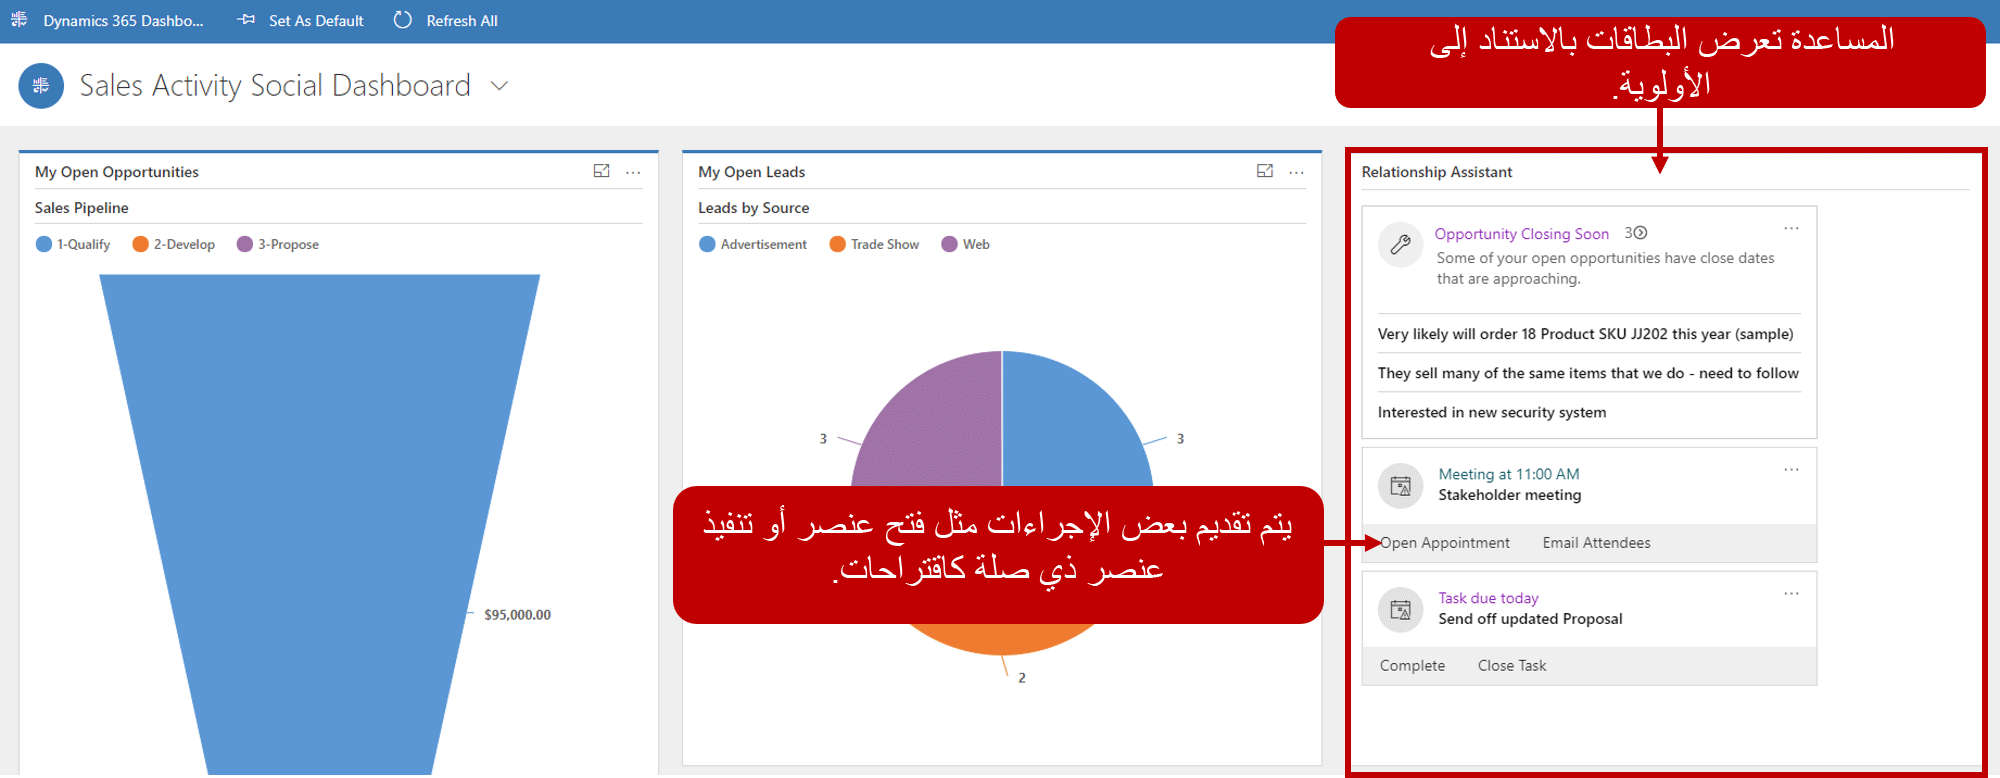 Dynamics 365 Dashbo...
Set As Default
Refresh All
Sales Activity Social Dashboard
المساعدة تعرض البطاقات بالاستناد إلى
الأولوية.
My Open Opportunities
Sales Pipeline
1-Qualify 2-Develop 3-Propose
$95,000.00
My Open Leads
Leads by Source
Advertisement Trade Show Web
3
3
2
يتم تقديم بعض الإجراءات مثل فتح عنصر أو تنفيذ
عنصر ذي صلة كاقتراحات.
Relationship Assistant
Opportunity Closing Soon 3
Some of your open opportunities have close dates
that are approaching.
Very likely will order 18 Product SKU JJ202 this year (sample)
They sell many of the same items that we do - need to follow
Interested in new security system
Meeting at 11:00 AM
Stakeholder meeting
Open Appointment Email Attendees
Task due today
Send off updated Proposal
Complete Close Task